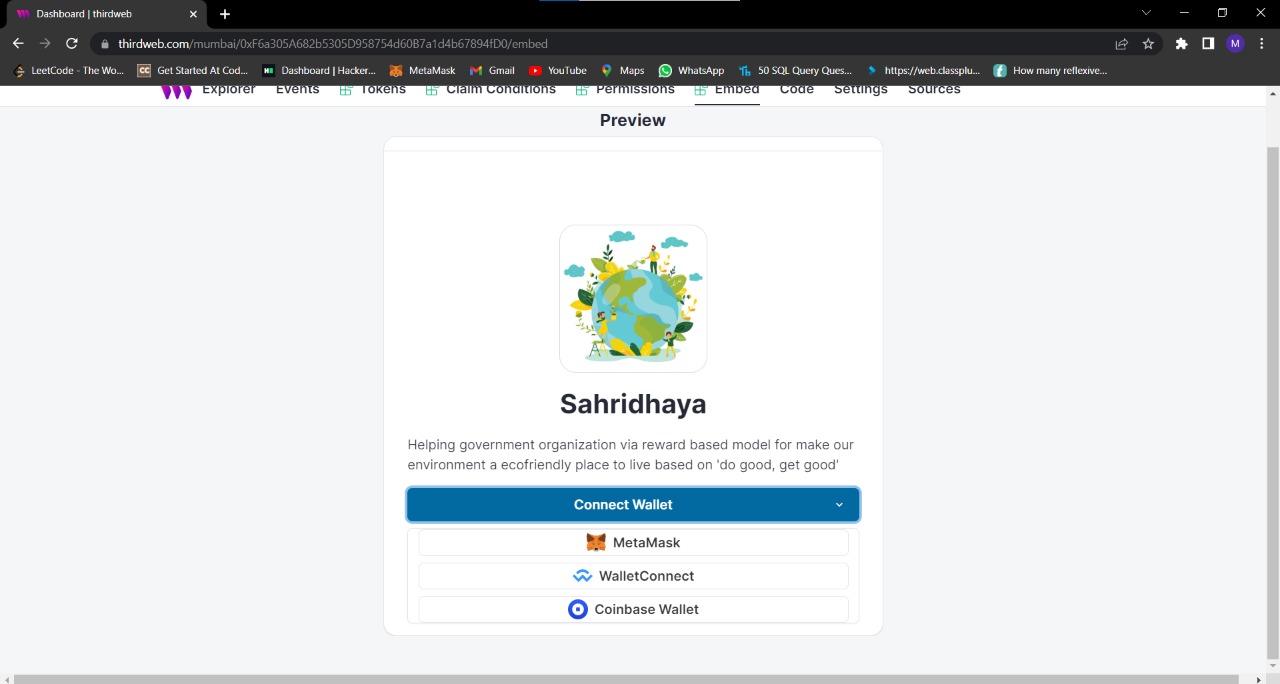 Dashboard | thirdweb
thirdweb.com/mumbai/0xF6a305A682b5305D958754d60B7a1d4b67894fD0/embed
M
LeetCode - The Wo... Get Started At Cod... Dashboard | Hacker... MetaMask Gmail YouTube Maps WhatsApp 50 SQL Query Ques... https://web.classplu... How many reflexive...
Explorer Events Tokens Claim Conditions Permissions Embed Code Settings Sources
Preview
Sahridhaya
Helping government organization via reward based model for make our
environment a ecofriendly place to live based on 'do good, get good'
Connect Wallet
MetaMask
WalletConnect
Coinbase Wallet